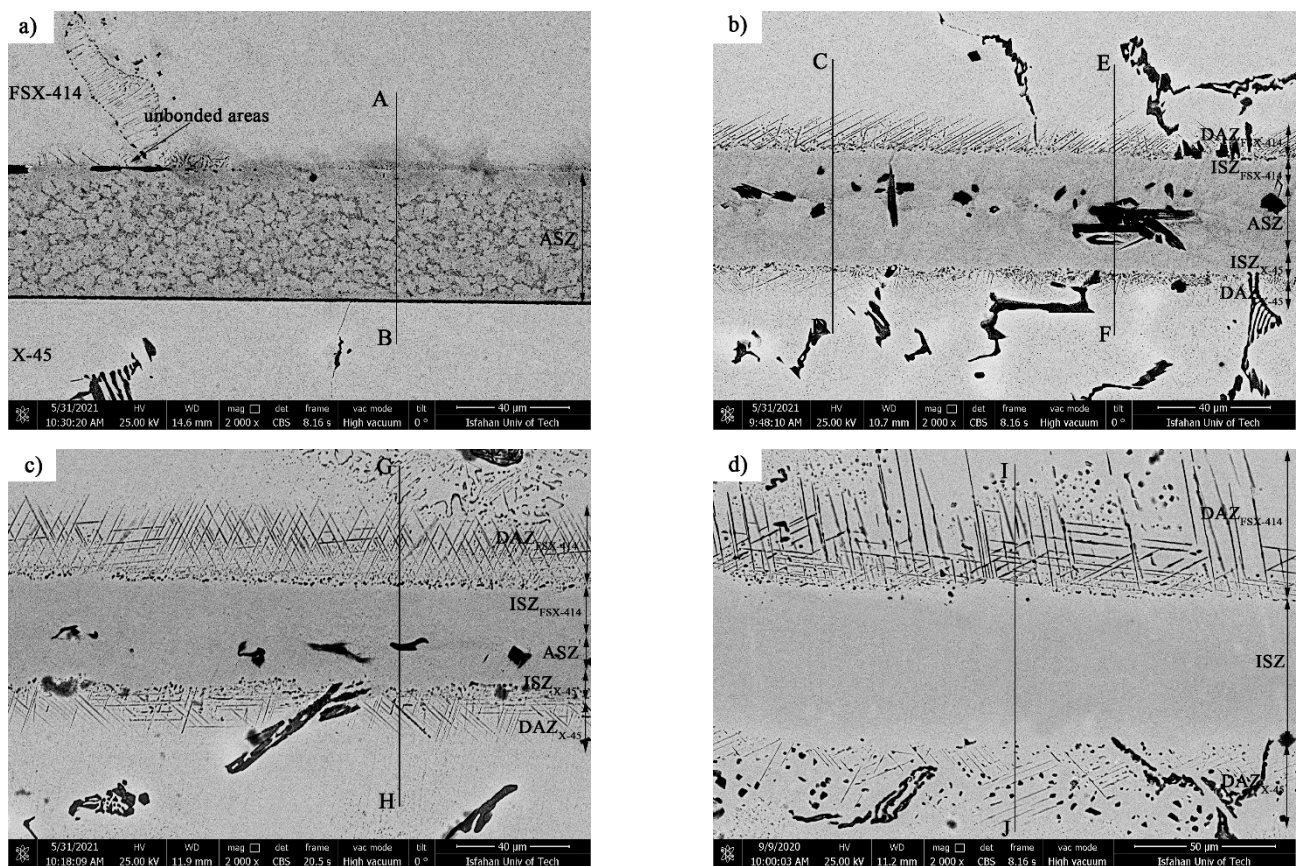 a)
FSX-414
unbonded areas
A
ASZ
B
X-45
5/31/2021 HV WD mag det frame vac mode tilt 40 µm
10:30:20 AM 25.00 kV 14.6 mm 2 000 x CBS 8.16 s High vacuum 0 ° Isfahan Univ of Tech
b)
C
E
DAZFSX-414
ISZFSX-414
ASZ
ISZX-45
DAZX-45
D
F
5/31/2021 HV WD mag det frame vac mode tilt 40 µm
9:48:10 AM 25.00 kV 10.7 mm 2 000 x CBS 8.16 s High vacuum 0 ° Isfahan Univ of Tech
c)
G
DAZFSX-414
ISZFSX-414
ASZ
ISZX-45
DAZX-45
H
5/31/2021 HV WD mag det frame vac mode tilt 40 µm
10:18:09 AM 25.00 kV 11.9 mm 2 000 x CBS 20.5 s High vacuum 0 ° Isfahan Univ of Tech
d)
I
DAZFSX-414
ISZ
DAZX-45
J
9/9/2020 HV WD mag det frame vac mode tilt 50 µm
10:00:03 AM 25.00 kV 11.2 mm 2 000 x CBS 8.16 s High vacuum 0 ° Isfahan Univ of Tech